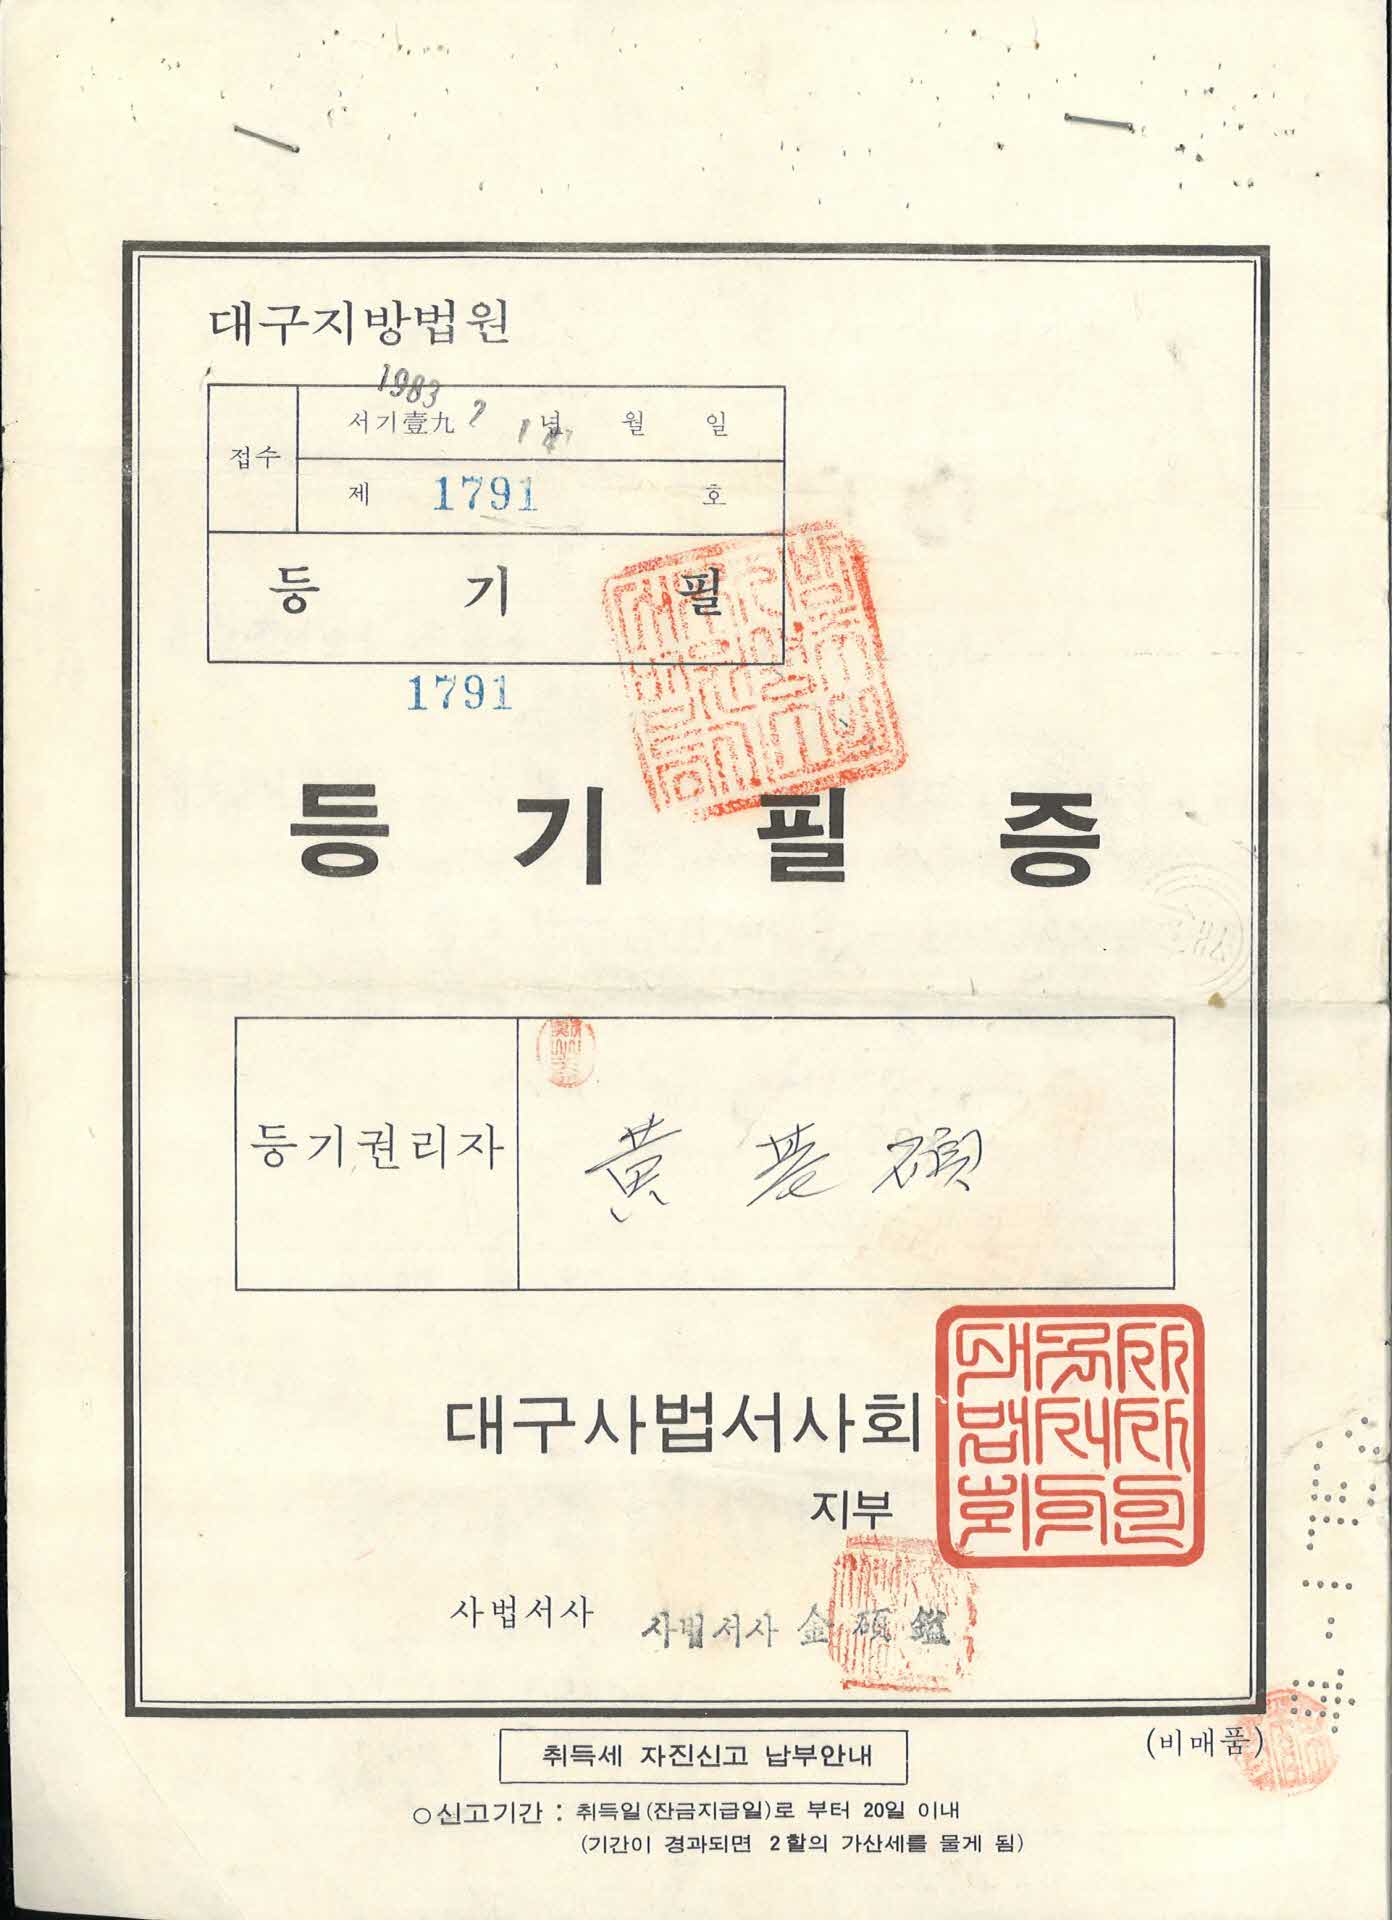 대구지방법원
1983 2 14
서기壹九 년 월 일
접수
제 1791 호
등 기 필
1791
등 기 필 증
등기권리자 黃 碩
대구사법서사회
지부
사법서사 사법서사 金碩鎰
(비매품)
취득세 자진신고 납부안내
○신고기간 : 취득일(잔금지급일)로 부터 20일 이내
(기간이 경과되면 2할의 가산세를 물게 됨)